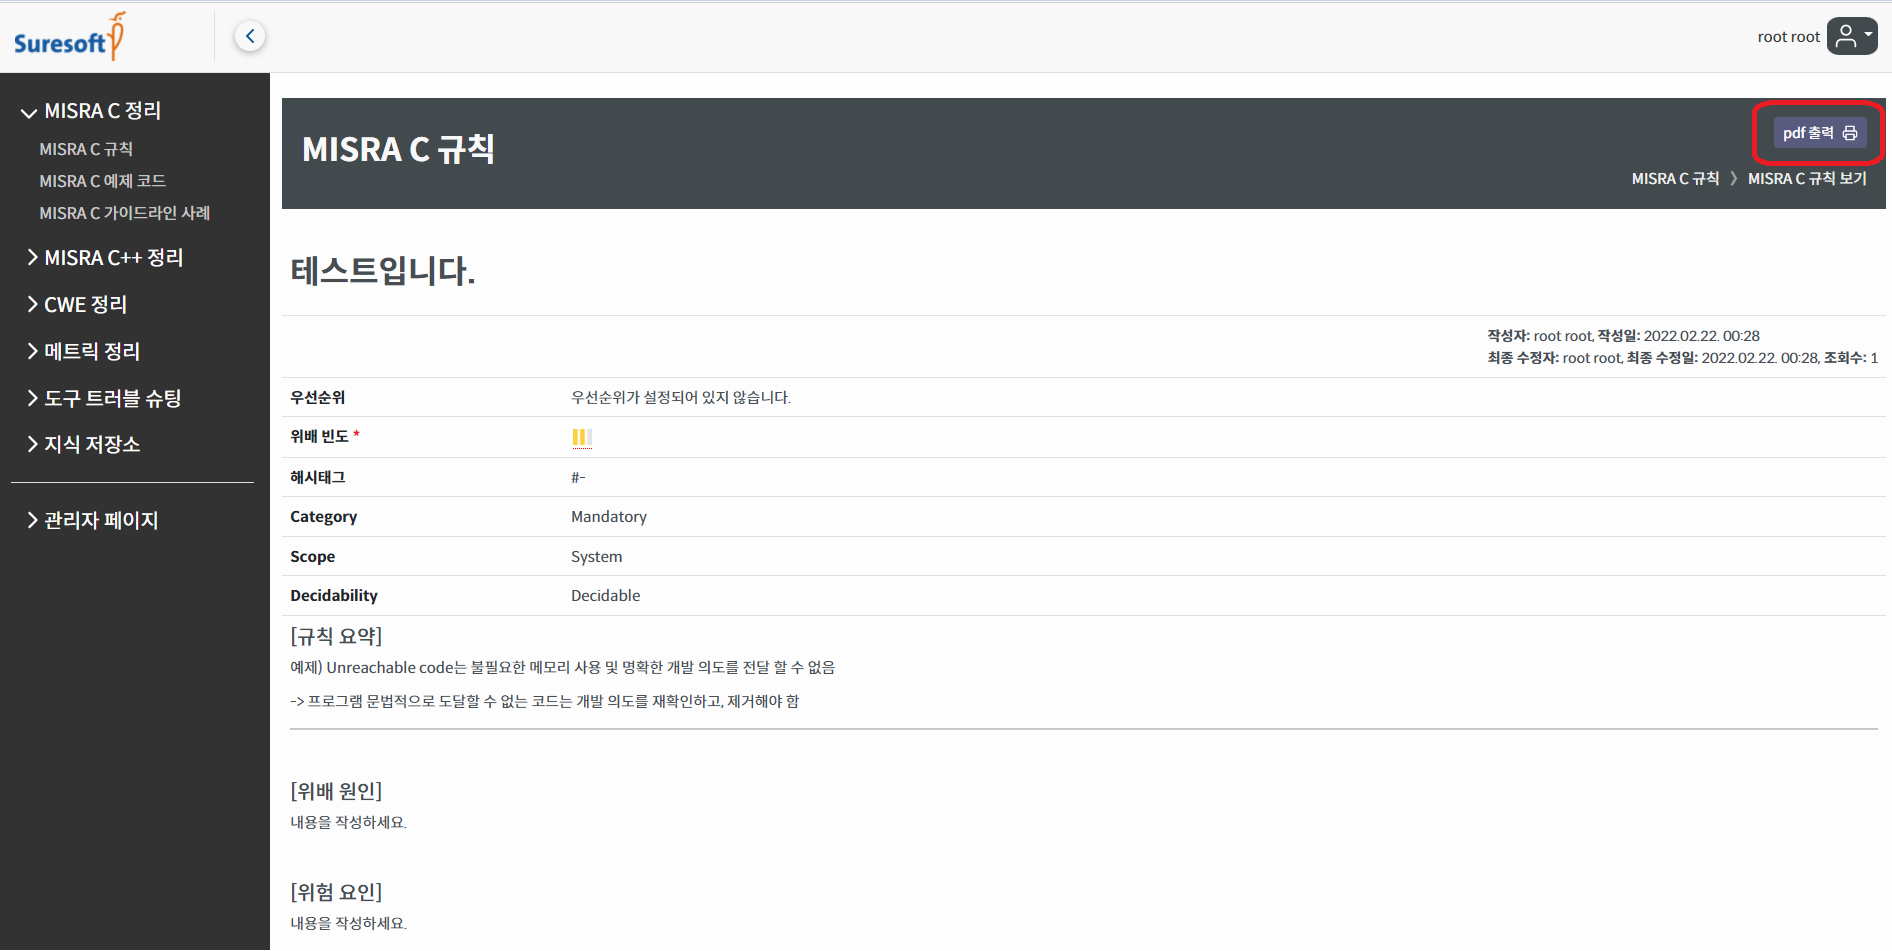 Suresoft
root root
MISRA C 정리
MISRA C 규칙
MISRA C 예제 코드
MISRA C 가이드라인 사례
MISRA C++ 정리
CWE 정리
메트릭 정리
도구 트러블 슈팅
지식 저장소
관리자 페이지
MISRA C 규칙
pdf 출력
MISRA C 규칙 》 MISRA C 규칙 보기
테스트입니다.
작성자: root root, 작성일: 2022.02.22. 00:28
최종 수정자: root root, 최종 수정일: 2022.02.22. 00:28, 조회수: 1
우선순위 우선순위가 설정되어 있지 않습니다.
위배 빈도 *
해시태그 #-
Category Mandatory
Scope System
Decidability Decidable
[규칙 요약]
예제) Unreachable code는 불필요한 메모리 사용 및 명확한 개발 의도를 전달 할 수 없음
-> 프로그램 문법적으로 도달할 수 없는 코드는 개발 의도를 재확인하고, 제거해야 함
[위배 원인]
내용을 작성하세요.
[위험 요인]
내용을 작성하세요.